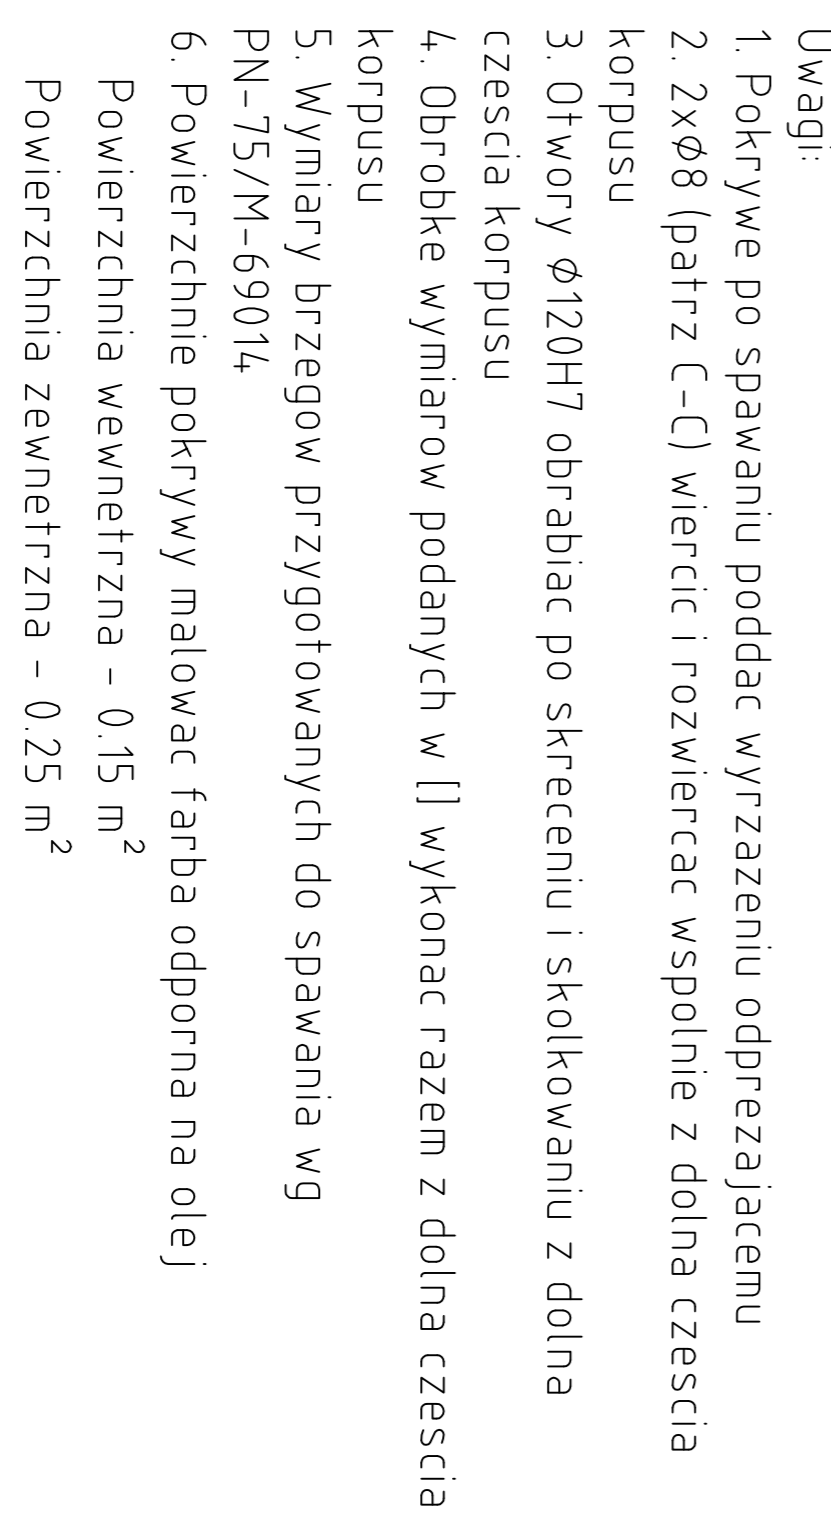 Uwagi:
1. Pokrywe po spawaniu poddac wyrzazeniu odprezajacemu
2. 2xØ8 (patrz C-C) wiercic i rozwiercac wspolnie z dolna czescia
korpusu
3. Otwory Ø120H7 obrabiac po skreceniu i skolkowaniu z dolna
czescia korpusu
4. Obrobke wymiarow podanych w [] wykonac razem z dolna czescia
korpusu
5. Wymiary brzegow przygotowanych do spawania wg
PN-75/M-69014
6. Powierzchnie pokrywy malowac farba odporna na olej
Powierzchnia wewnetrzna - 0.15 m²
Powierzchnia zewnetrzna - 0.25 m²